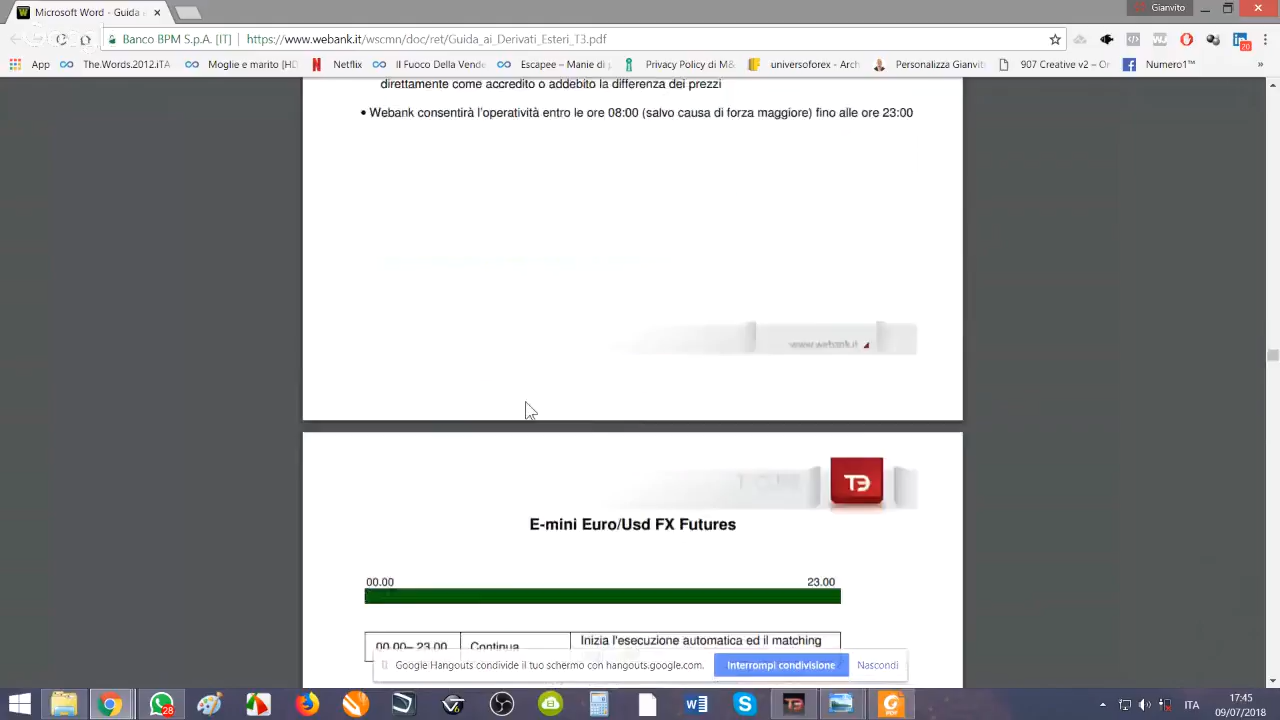 Microsoft Word - Guida
Gianvito
Banco BPM S.p.A. [IT] https://www.webank.it/wscmn/doc/ret/Guida_ai_Derivati_Esteri_T3.pdf
20
App The.Words.2012.iTA Moglie e marito [HD Netflix Il Fuoco Della Vende Escapee – Manie di Privacy Policy di M& universoforex - Arch Personalizza Gianvit 907 Creative v2 – O Numero1™ »
direttamente come accredito o addebito la differenza dei prezzi
• Webank consentirà l'operatività entro le ore 08:00 (salvo causa di forza maggiore) fino alle ore 23:00
www.webank.it
T3
E-mini Euro/Usd FX Futures
00.00 23.00
00.00– 23.00 Continua Inizia l'esecuzione automatica ed il matching
Google Hangouts condivide il tuo schermo con hangouts.google.com. Interrompi condivisione Nascondi
28
PDF
ITA
17:45
09/07/2018